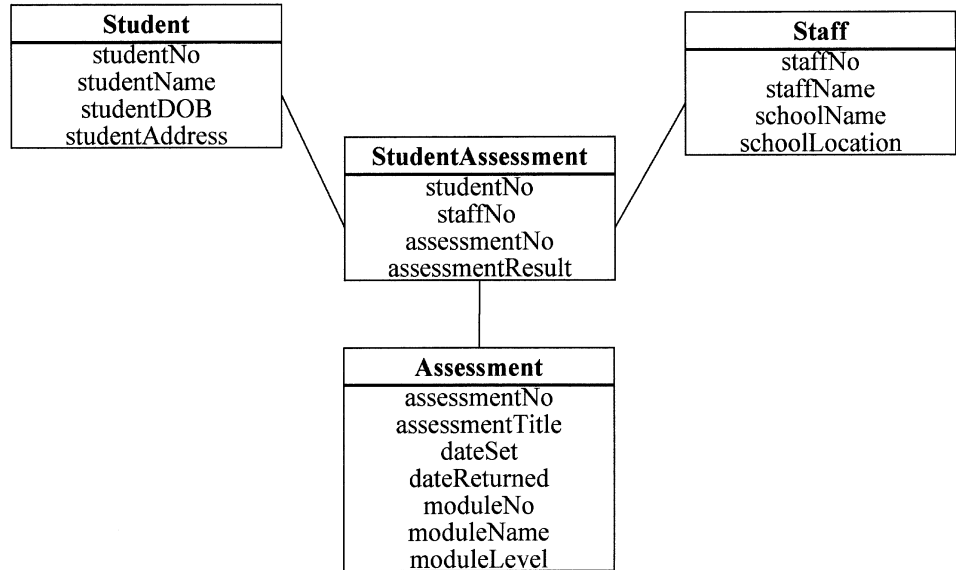 Student
studentNo
studentName
studentDOB
studentAddress
Staff
staffNo
staffName
schoolName
schoolLocation
StudentAssessment
studentNo
staffNo
assessmentNo
assessmentResult
Assessment
assessmentNo
assessmentTitle
dateSet
dateReturned
moduleNo
moduleName
moduleLevel